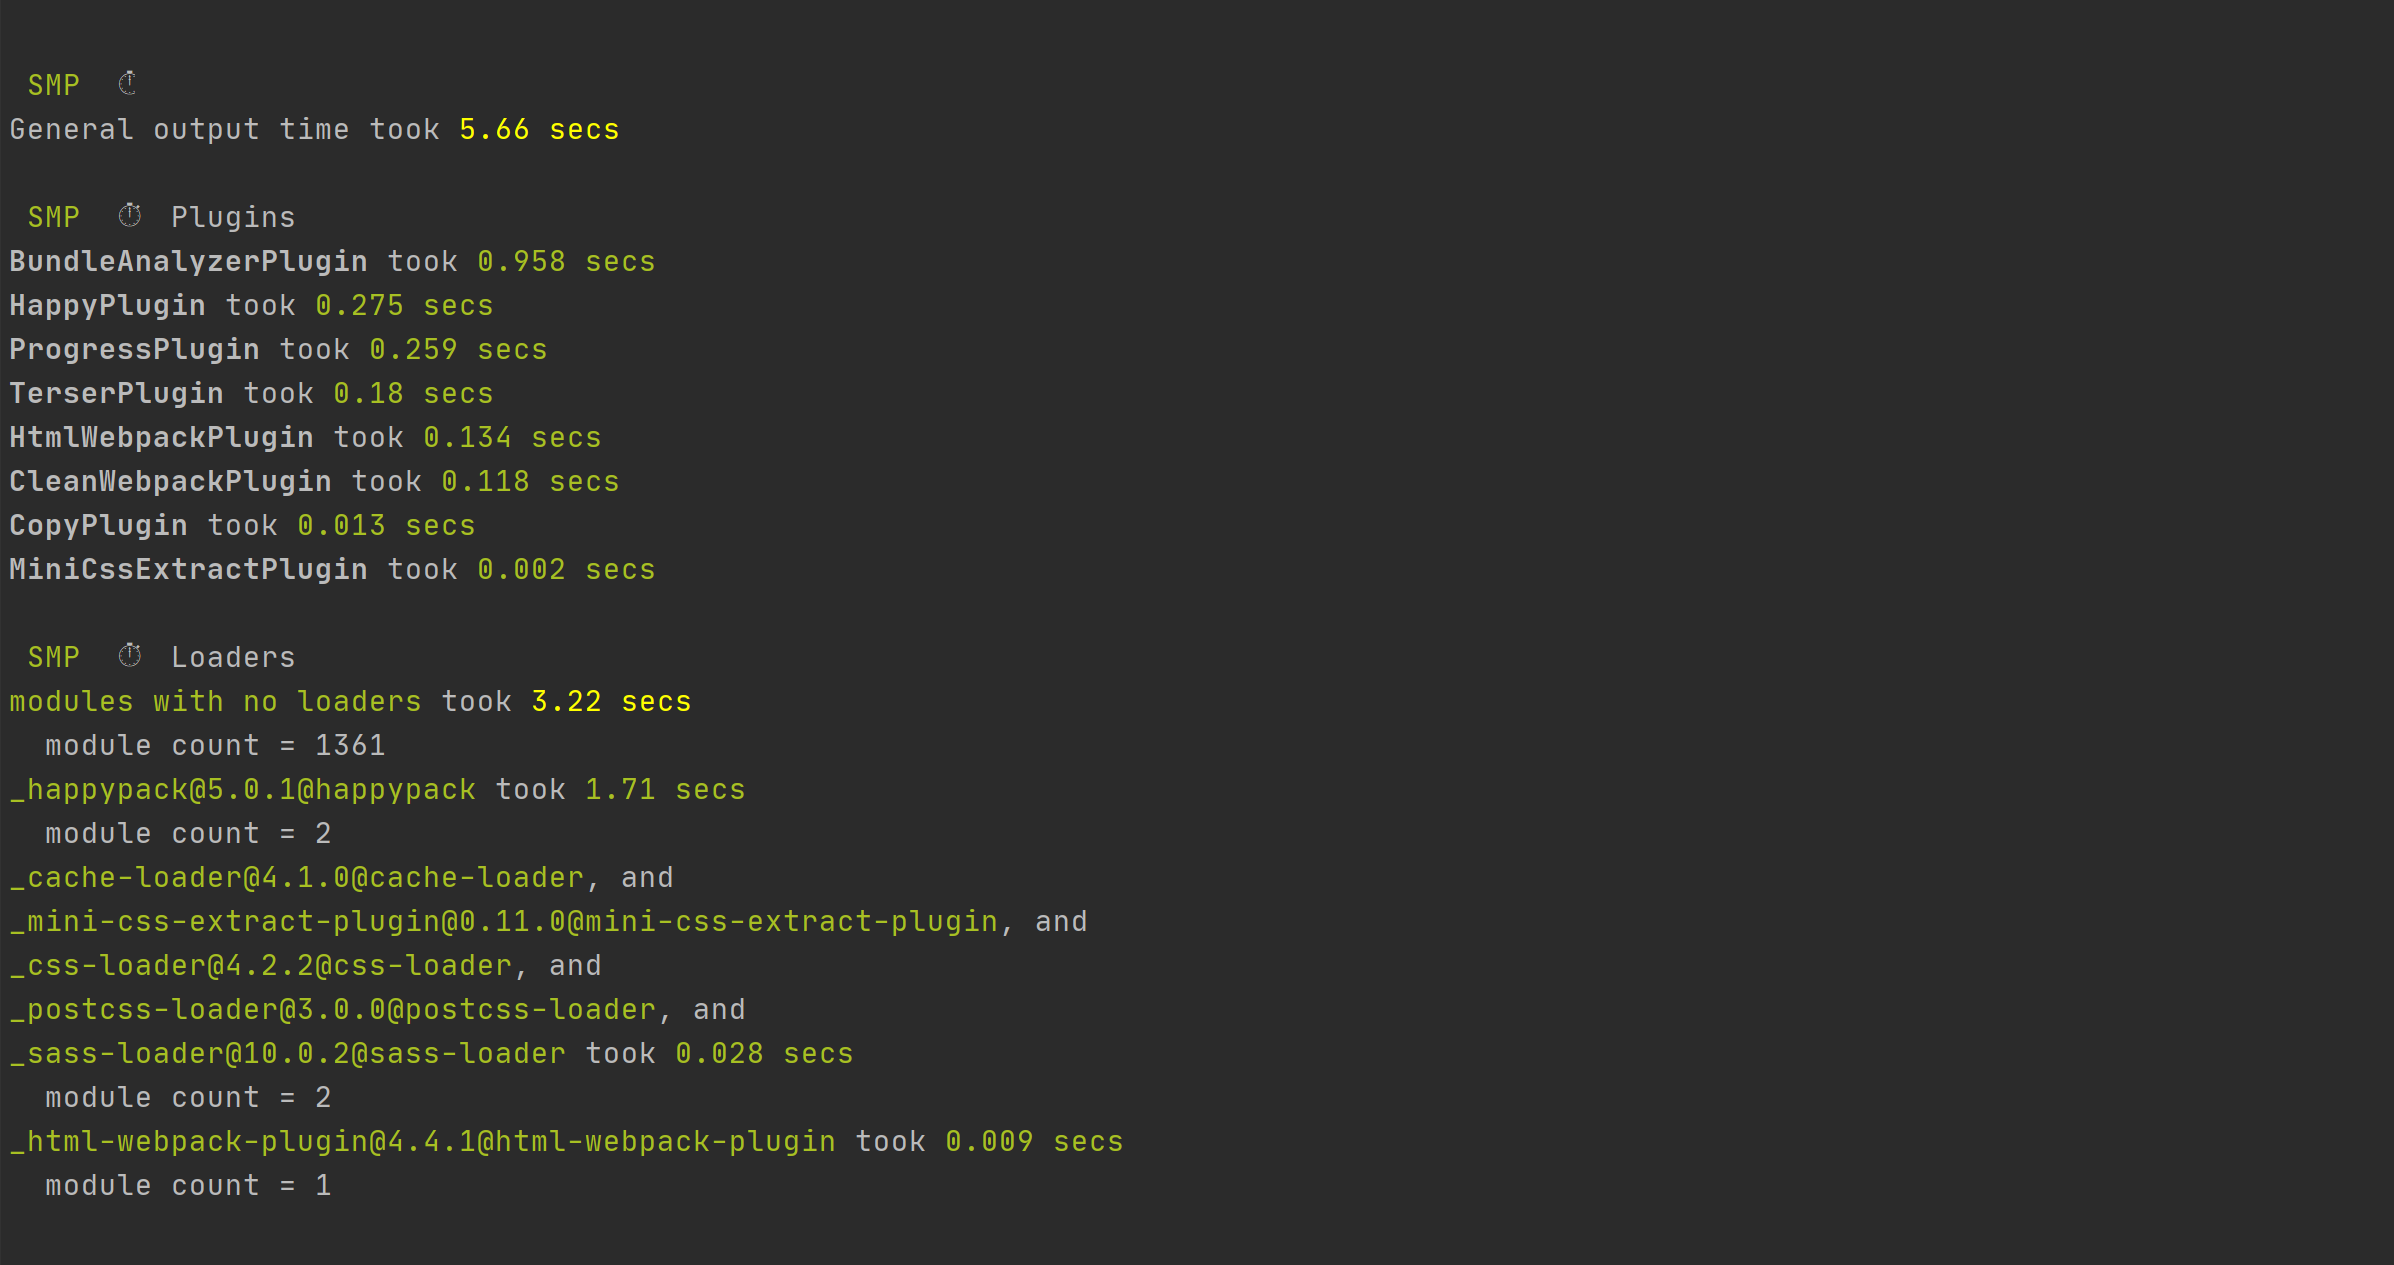 SMP ⏱
General output time took 5.66 secs
SMP ⏱ Plugins
BundleAnalyzerPlugin took 0.958 secs
HappyPlugin took 0.275 secs
ProgressPlugin took 0.259 secs
TerserPlugin took 0.18 secs
HtmlWebpackPlugin took 0.134 secs
CleanWebpackPlugin took 0.118 secs
CopyPlugin took 0.013 secs
MiniCssExtractPlugin took 0.002 secs
SMP ⏱ Loaders
modules with no loaders took 3.22 secs
module count = 1361
_happypack@5.0.1@happypack took 1.71 secs
module count = 2
_cache-loader@4.1.0@cache-loader, and
_mini-css-extract-plugin@0.11.0@mini-css-extract-plugin, and
_css-loader@4.2.2@css-loader, and
_postcss-loader@3.0.0@postcss-loader, and
_sass-loader@10.0.2@sass-loader took 0.028 secs
module count = 2
_html-webpack-plugin@4.4.1@html-webpack-plugin took 0.009 secs
module count = 1